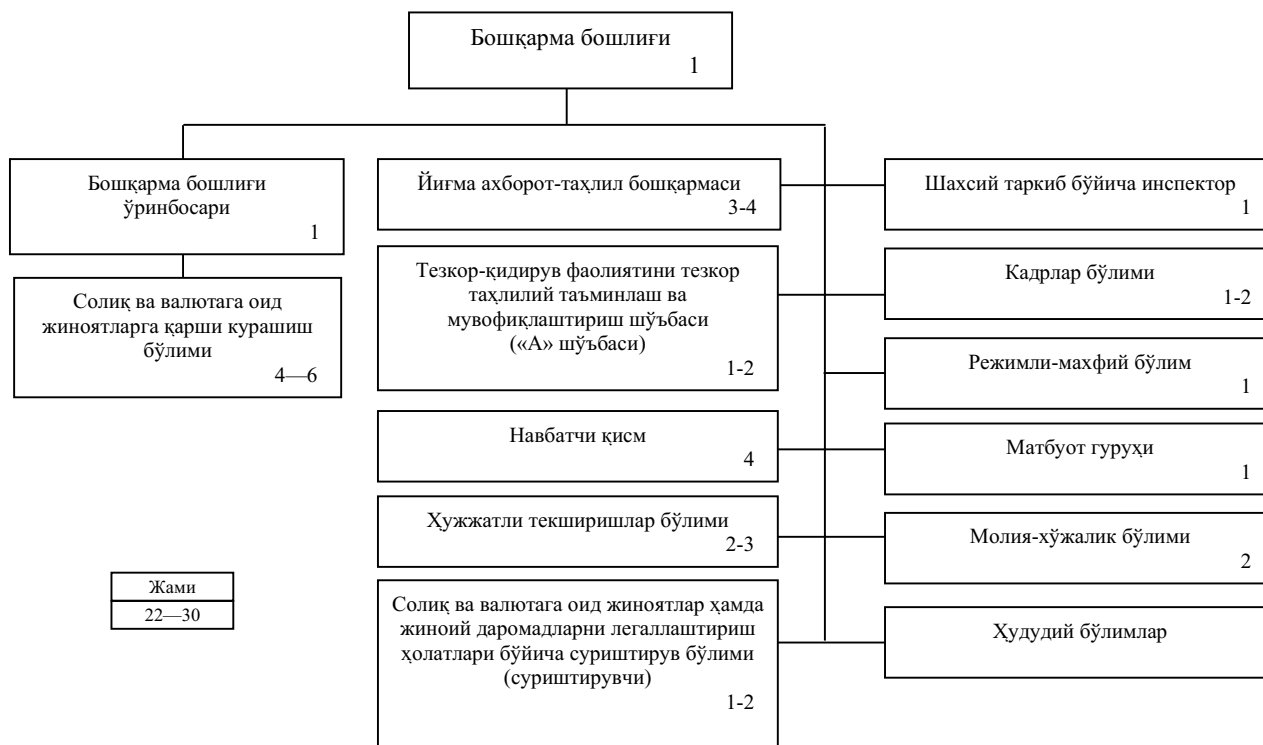 Бошқарма бошлиғи
1
Бошқарма бошлиғи
ўринбосари
1
Солиқ ва валютага оид
жиноятларга қарши курашиш
бўлими
4—6
Йиғма ахборот-таҳлил бошқармаси
3-4
Тезкор-қидирув фаолиятини тезкор
таҳлилий таъминлаш ва
мувофиқлаштириш шўъбаси
(«А» шўъбаси)
1-2
Навбатчи қисм
4
Ҳужжатли текширишлар бўлими
2-3
Солиқ ва валютага оид жиноятлар ҳамда
жиноий даромадларни легаллаштириш
ҳолатлари бўйича суриштирув бўлими
(суриштирувчи)
1-2
Шахсий таркиб бўйича инспектор
1
Кадрлар бўлими
1-2
Режимли-махфий бўлим
1
Матбуот гуруҳи
1
Молия-хўжалик бўлими
2
Ҳудудий бўлимлар
Жами
22—30